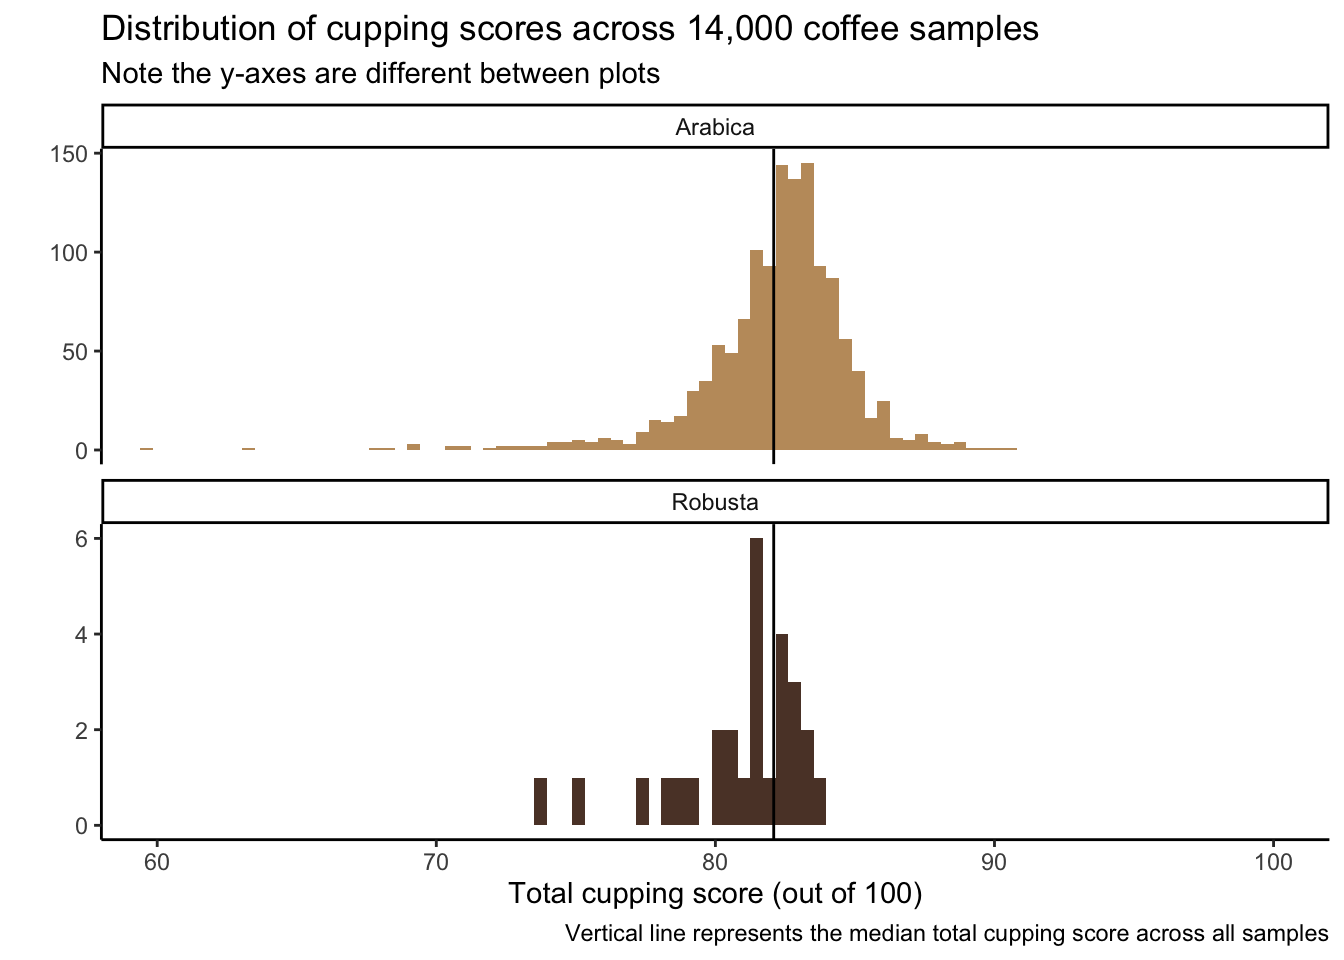 Distribution of cupping scores across 14,000 coffee samples
Note the y-axes are different between plots
Arabica
150
100
50
0
Robusta
6
4
2
0
60 70 80 90 100
Total cupping score (out of 100)
Vertical line represents the median total cupping score across all samples